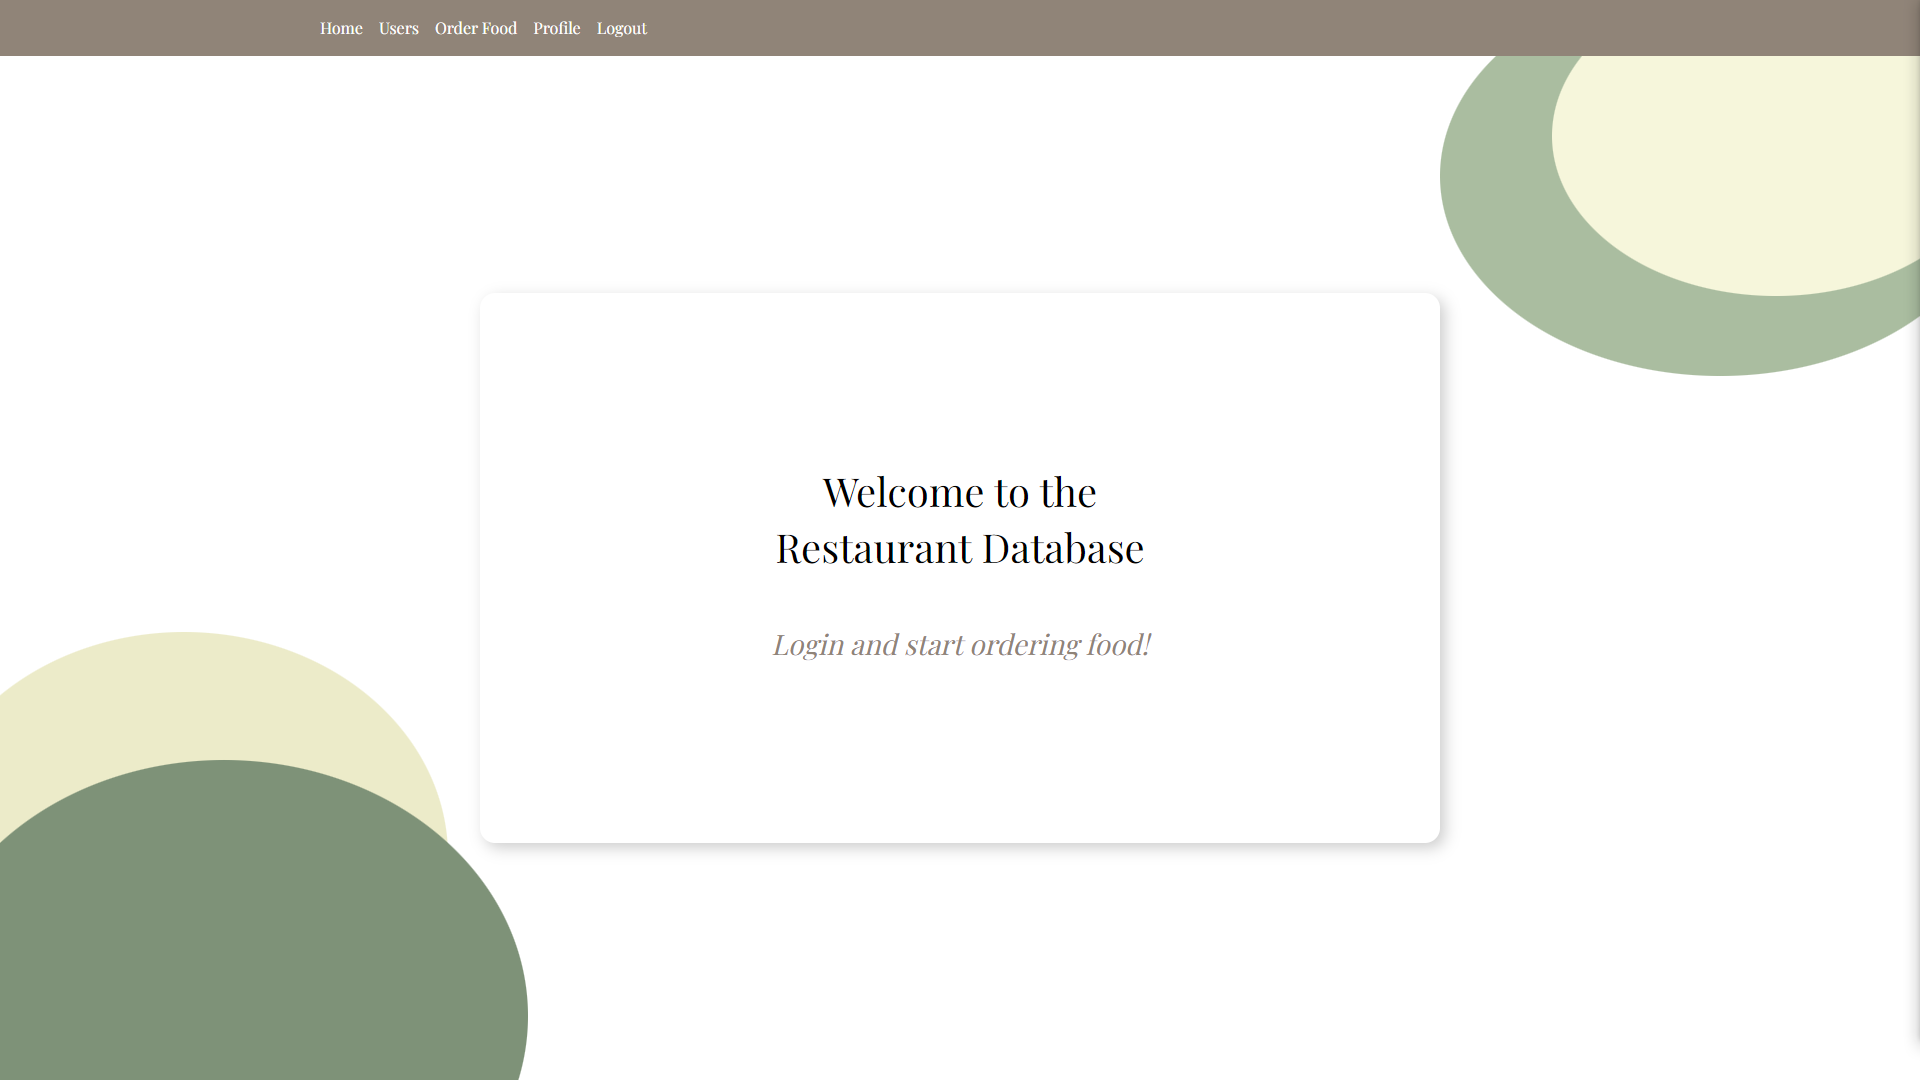 Home Users Order Food Profile Logout
Welcome to the
Restaurant Database
Login and start ordering food!